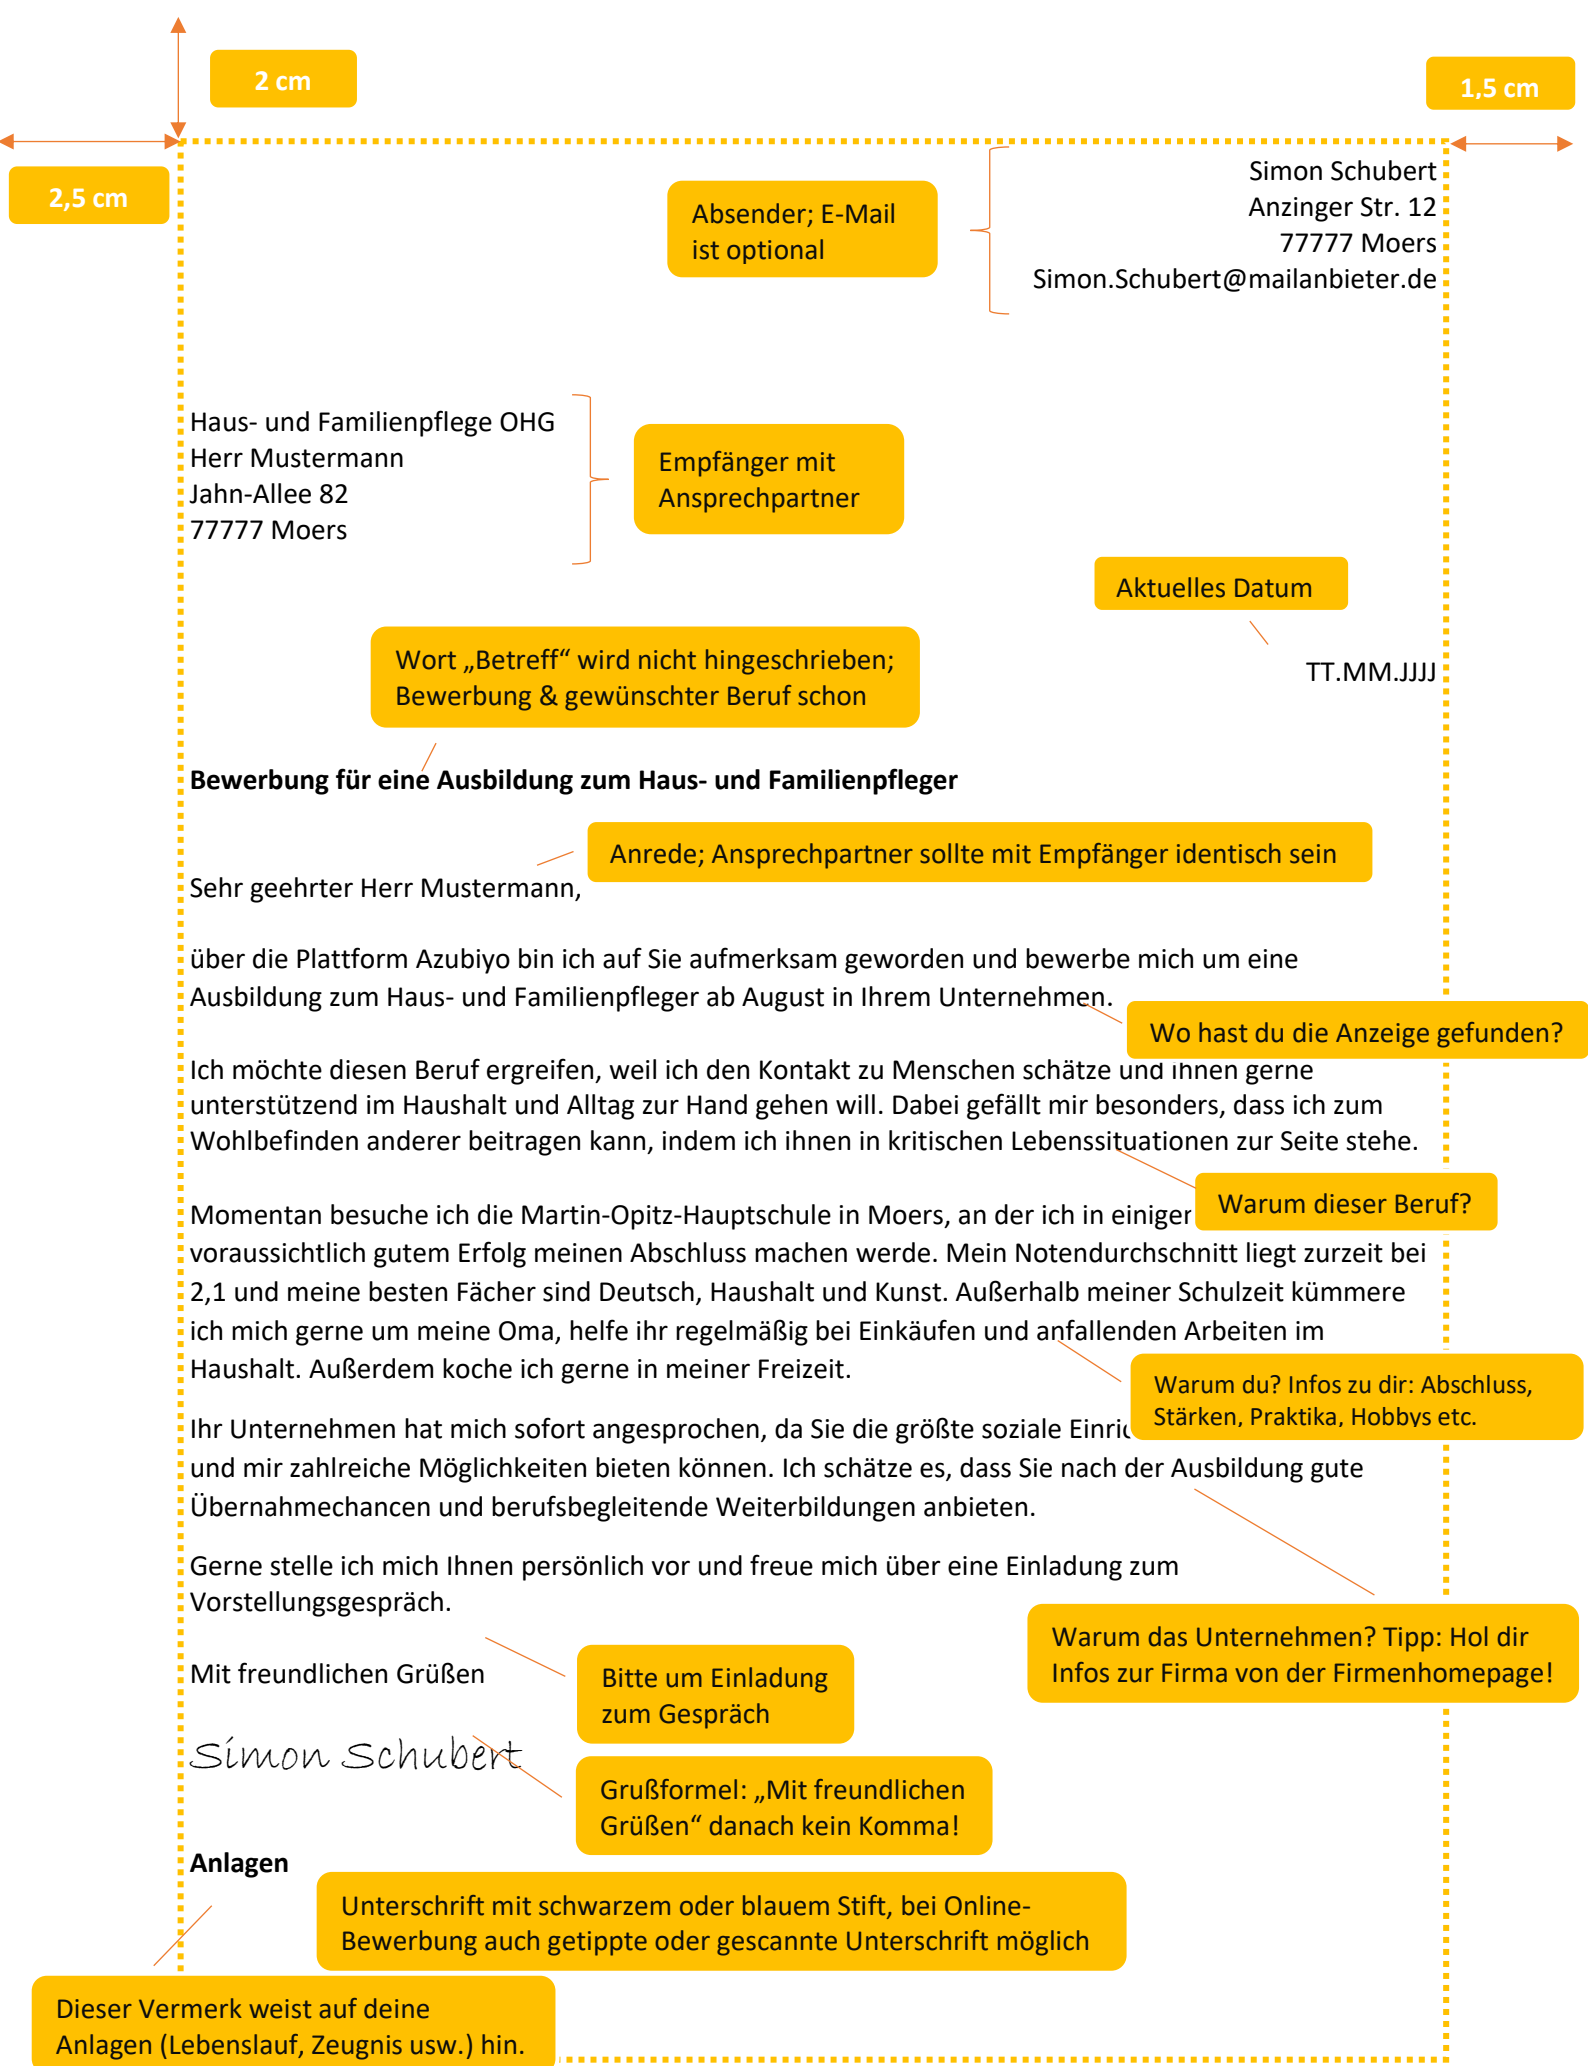 2 cm
1,5 cm
2,5 cm
Absender; E-Mail
ist optional
Simon Schubert
Anzinger Str. 12
77777 Moers
Simon.Schubert@mailanbieter.de
Haus- und Familienpflege OHG
Herr Mustermann
Jahn-Allee 82
77777 Moers
Empfänger mit
Ansprechpartner
Aktuelles Datum
TT.MM.JJJJ
Wort „Betreff“ wird nicht hingeschrieben;
Bewerbung & gewünschter Beruf schon
Bewerbung für eine Ausbildung zum Haus- und Familienpfleger
Anrede; Ansprechpartner sollte mit Empfänger identisch sein
Sehr geehrter Herr Mustermann,
über die Plattform Azubiyo bin ich auf Sie aufmerksam geworden und bewerbe mich um eine
Ausbildung zum Haus- und Familienpfleger ab August in Ihrem Unternehmen.
Wo hast du die Anzeige gefunden?
Ich möchte diesen Beruf ergreifen, weil ich den Kontakt zu Menschen schätze und ihnen gerne
unterstützend im Haushalt und Alltag zur Hand gehen will. Dabei gefällt mir besonders, dass ich zum
Wohlbefinden anderer beitragen kann, indem ich ihnen in kritischen Lebenssituationen zur Seite stehe.
Warum dieser Beruf?
Momentan besuche ich die Martin-Opitz-Hauptschule in Moers, an der ich in einiger
voraussichtlich gutem Erfolg meinen Abschluss machen werde. Mein Notendurchschnitt liegt zurzeit bei
2,1 und meine besten Fächer sind Deutsch, Haushalt und Kunst. Außerhalb meiner Schulzeit kümmere
ich mich gerne um meine Oma, helfe ihr regelmäßig bei Einkäufen und anfallenden Arbeiten im
Haushalt. Außerdem koche ich gerne in meiner Freizeit.
Warum du? Infos zu dir: Abschluss,
Stärken, Praktika, Hobbys etc.
Ihr Unternehmen hat mich sofort angesprochen, da Sie die größte soziale
und mir zahlreiche Möglichkeiten bieten können. Ich schätze es, dass Sie nach der Ausbildung gute
Übernahmechancen und berufsbegleitende Weiterbildungen anbieten.
Gerne stelle ich mich Ihnen persönlich vor und freue mich über eine Einladung zum
Vorstellungsgespräch.
Warum das Unternehmen? Tipp: Hol dir
Infos zur Firma von der Firmenhomepage!
Mit freundlichen Grüßen
Bitte um Einladung
zum Gespräch
Simon Schubert
Grußformel: „Mit freundlichen
Grüßen“ danach kein Komma!
Anlagen
Unterschrift mit schwarzem oder blauem Stift, bei Online-
Bewerbung auch getippte oder gescannte Unterschrift möglich
Dieser Vermerk weist auf deine
Anlagen (Lebenslauf, Zeugnis usw.) hin.